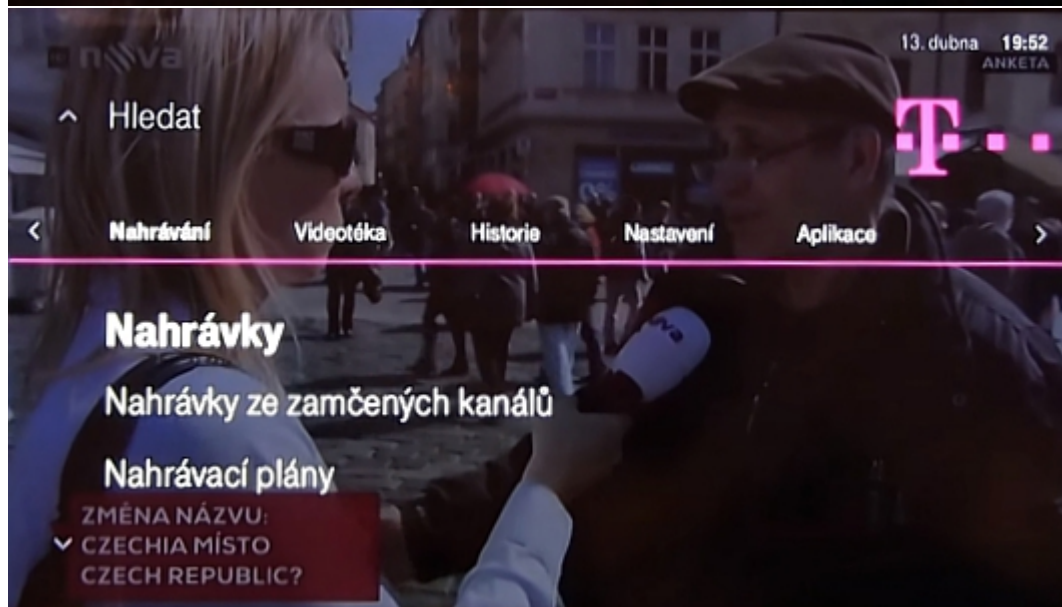 nova
13. dubna 19:52
ANKETA
Hledat
T
Nahrávání Videotéka Historie Nastavení Aplikace
Nahrávky
nova
Nahrávky ze zamčených kanálů
Nahrávací plány
ZMĚNA NÁZVU:
CZECHIA MÍSTO
CZECH REPUBLIC?